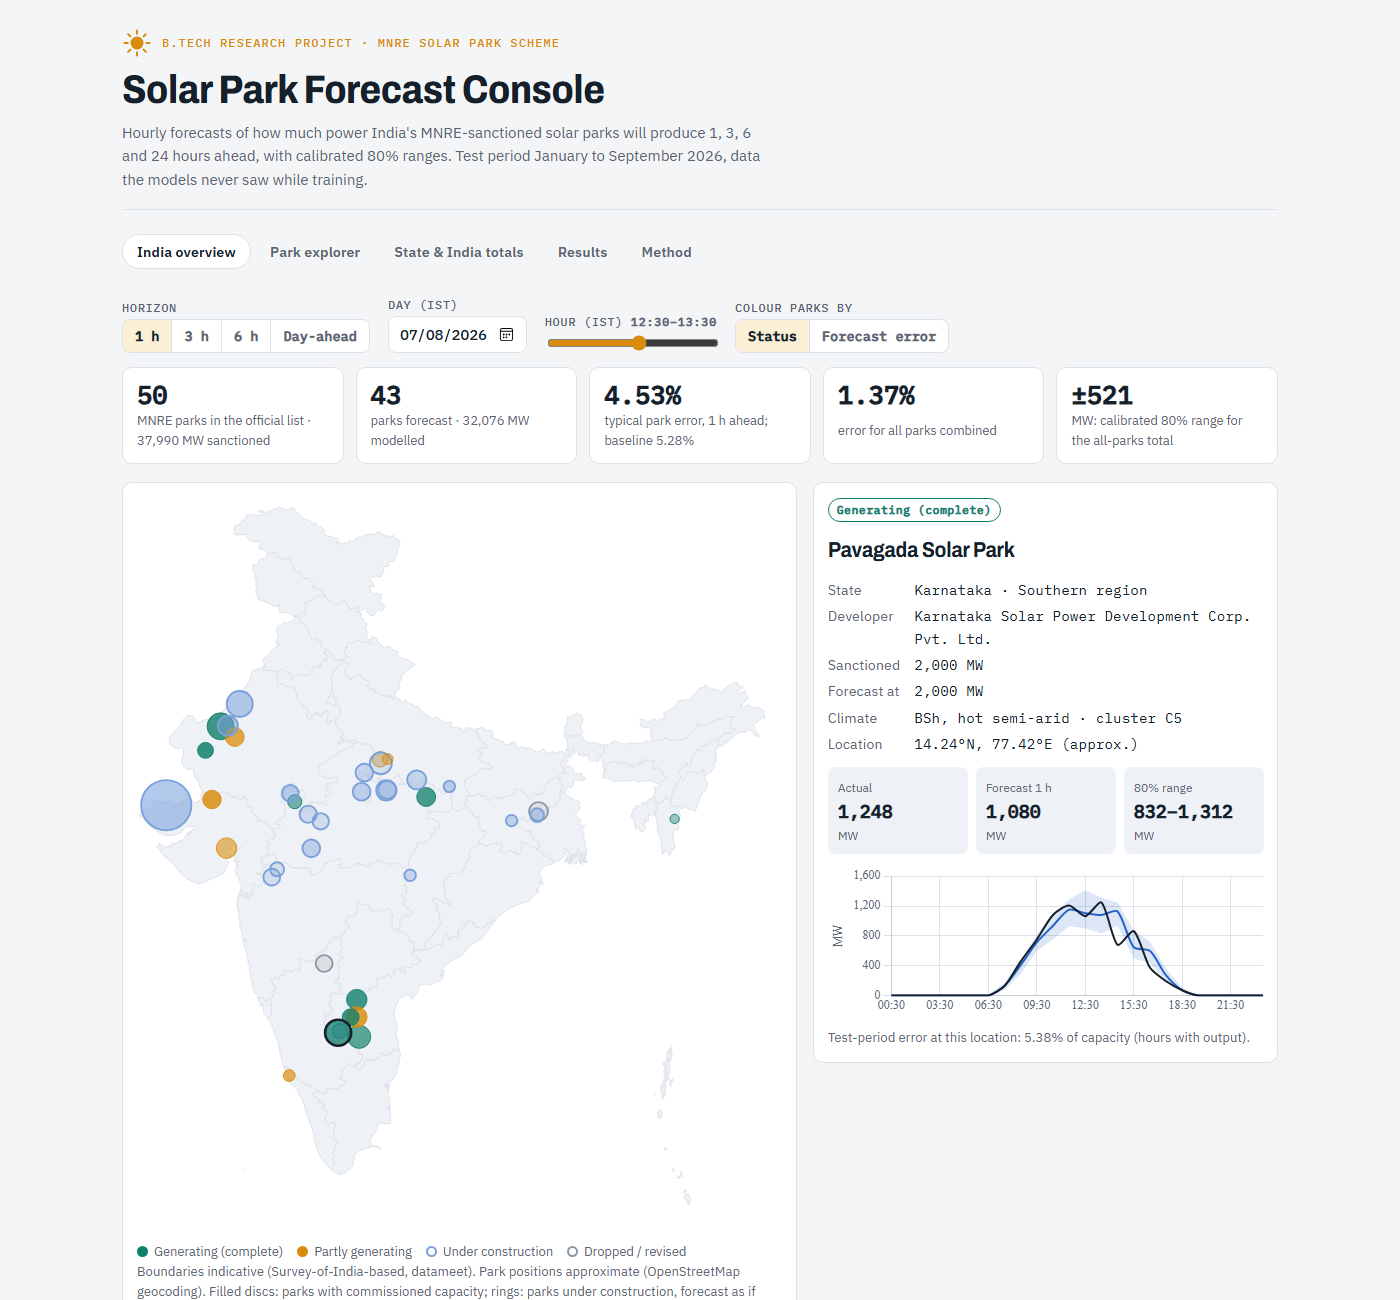 B.TECH RESEARCH PROJECT · MNRE SOLAR PARK SCHEME
Solar Park Forecast Console
Hourly forecasts of how much power India's MNRE-sanctioned solar parks will produce 1, 3, 6
and 24 hours ahead, with calibrated 80% ranges. Test period January to September 2026, data
the models never saw while training.
India overview
Park explorer
State & India totals
Results
Method
HORIZON
1 h
3 h
6 h
Day-ahead
DAY (IST)
07/08/2026
HOUR (IST) 12:30–13:30
COLOUR PARKS BY
Status
Forecast error
50
MNRE parks in the official list ·
37,990 MW sanctioned
43
parks forecast · 32,076 MW
modelled
4.53%
typical park error, 1 h ahead;
baseline 5.28%
1.37%
error for all parks combined
±521
MW: calibrated 80% range for
the all-parks total
Generating (complete)
Partly generating
Under construction
Dropped / revised
Boundaries indicative (Survey-of-India-based, datameet). Park positions approximate (OpenStreetMap
geocoding). Filled discs: parks with commissioned capacity; rings: parks under construction, forecast as if
Generating (complete)
Pavagada Solar Park
State Karnataka · Southern region
Developer Karnataka Solar Power Development Corp.
Pvt. Ltd.
Sanctioned 2,000 MW
Forecast at 2,000 MW
Climate BSh, hot semi-arid · cluster C5
Location 14.24°N, 77.42°E (approx.)
Actual
1,248
MW
Forecast 1 h
1,080
MW
80% range
832–1,312
MW
1,600
1,200
800
400
0
MW
00:30 03:30 06:30 09:30 12:30 15:30 18:30 21:30
Test-period error at this location: 5.38% of capacity (hours with output).